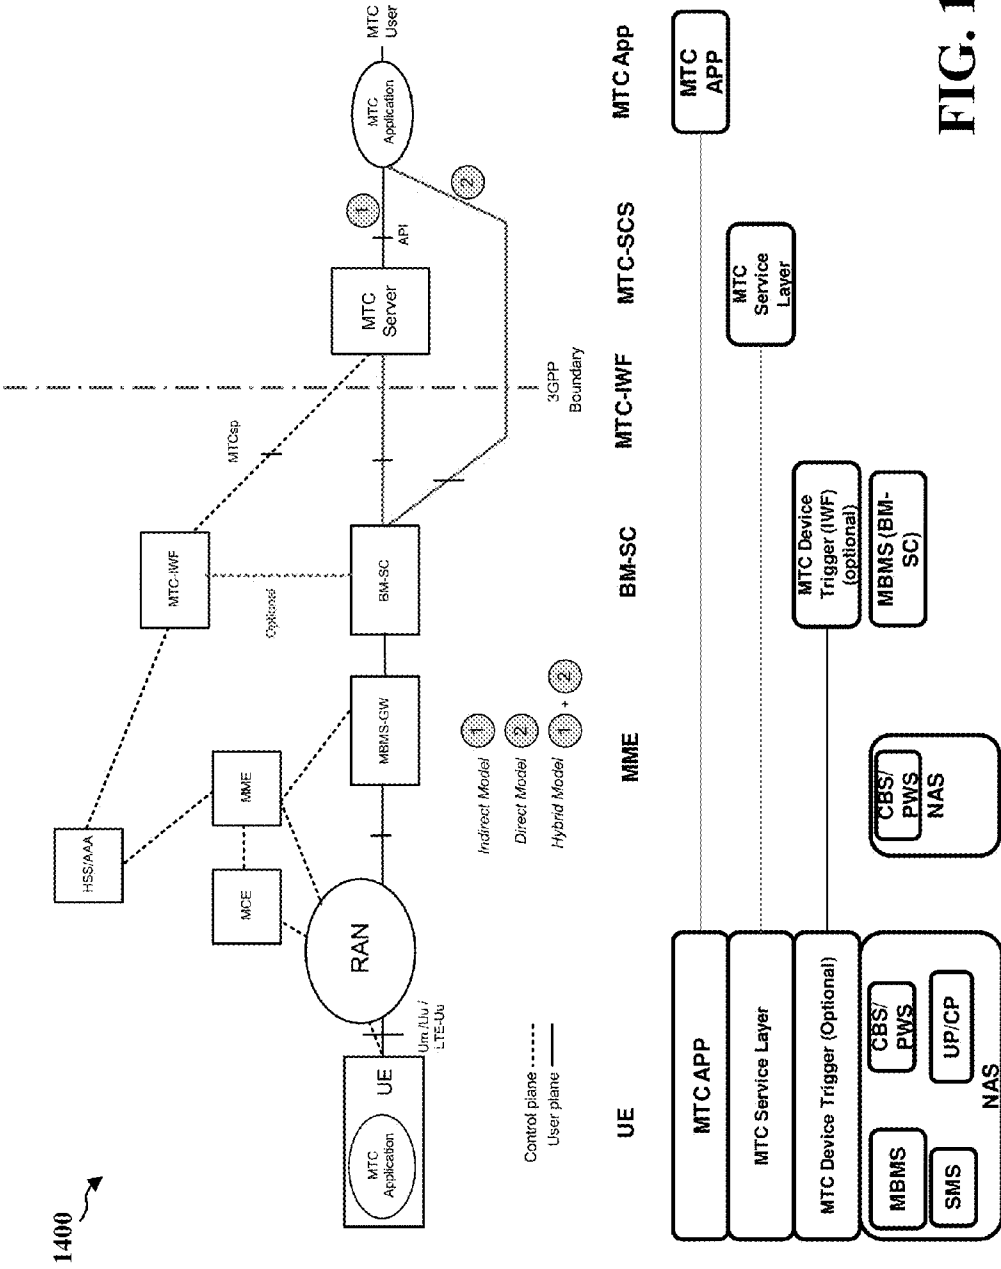 1400
HSS/AAA
MTC-IWF
MTCsp
MCE
MME
Optional
UE
MTC
Application
Um /Uu /
LTE-Uu
RAN
MBMS-GW
BM-SC
MTC
Server
API
1
MTC
Application
MTC
User
2
3GPP
Boundary
Indirect Model 1
Direct Model 2
Hybrid Model 1 + 2
Control plane
User plane
UE
MME
BM-SC
MTC-IWF
MTC-SCS
MTC App
MTC APP
MTC
APP
MTC Service Layer
MTC
Service
Layer
MTC Device Trigger (Optional)
MTC Device
Trigger (IWF)
(optional)
MBMS
CBS/
PWS
SMS
UP/CP
NAS
CBS/
PWS
NAS
MBMS (BM-
SC)
FIG. 1